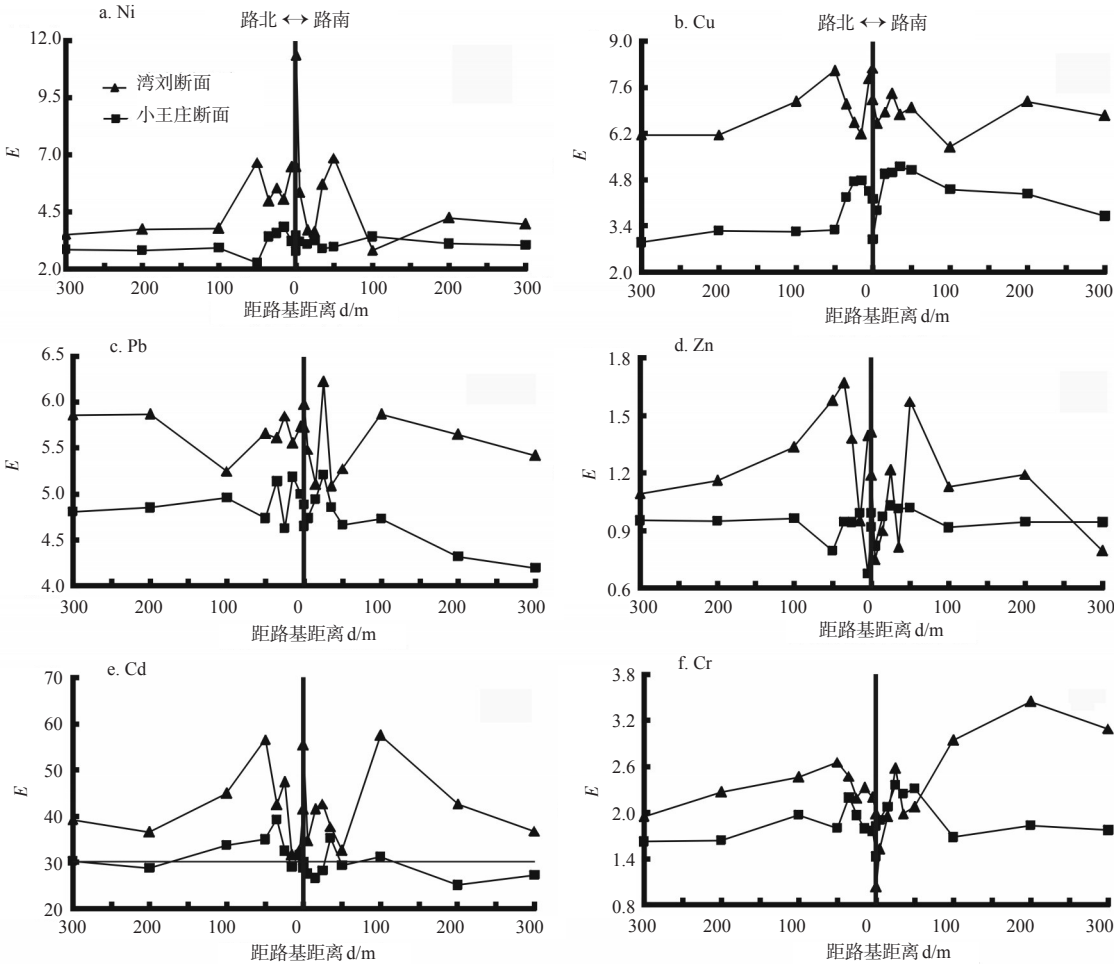 a. Ni
路北 ↔ 路南
12.0
9.5
7.0
4.5
2.0
E
湾刘断面
小王庄断面
300 200 100 0 100 200 300
距路基距离 d/m
b. Cu
路北 ↔ 路南
9.0
7.6
6.2
4.8
3.4
2.0
E
300 200 100 0 100 200 300
距路基距离 d/m
c. Pb
6.5
6.0
5.5
5.0
4.5
4.0
E
300 200 100 0 100 200 300
距路基距离 d/m
d. Zn
1.8
1.5
1.2
0.9
0.6
E
300 200 100 0 100 200 300
距路基距离 d/m
e. Cd
70
60
50
40
30
20
E
300 200 100 0 100 200 300
距路基距离 d/m
f. Cr
3.8
3.2
2.6
2.0
1.4
0.8
E
300 200 100 0 100 200 300
距路基距离 d/m